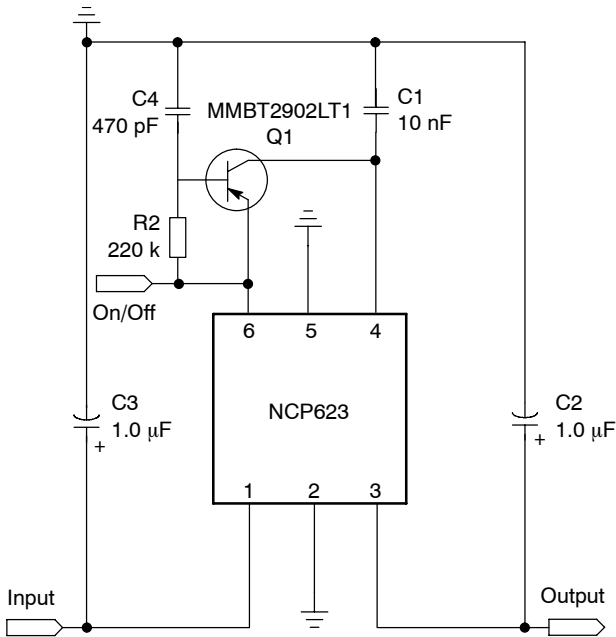 C4
470 pF
MMBT2902LT1
Q1
C1
10 nF
R2
220 k
On/Off
6
5
4
NCP623
C3
1.0 μF
+
C2
1.0 μF
+
1
2
3
Input
Output